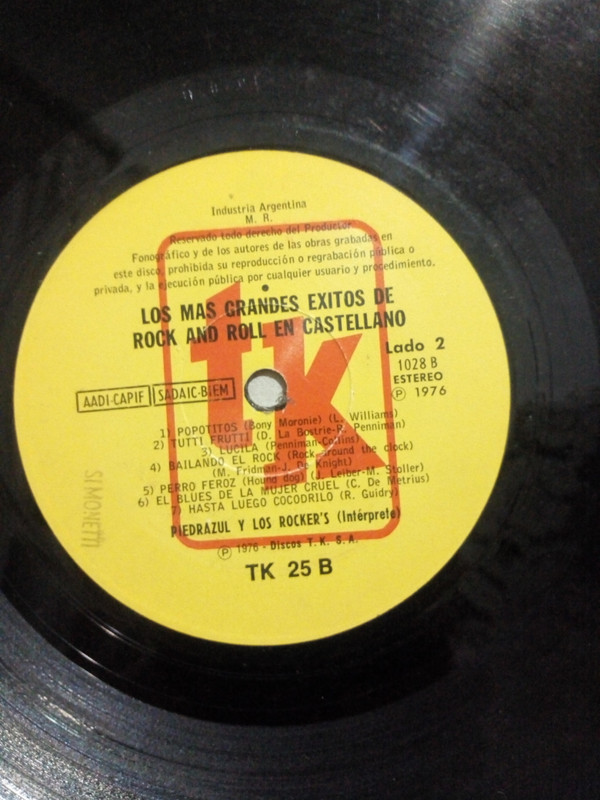 Industria Argentina
M. R.
Reservado todo derecho del Productor
Fonográfico y de los autores de las obras grabadas en
este disco, prohibida su reproducción o regrabación pública o
privada, y la ejecución pública por cualquier usuario y procedimiento.
LOS MAS GRANDES EXITOS DE
ROCK AND ROLL EN CASTELLANO
tk
Lado 2
1028 B
ESTEREO
Ⓟ 1976
AADI-CAPIF SADAIC-BIEM
1) POPOTITOS (Bony Moronie) (L. Williams)
2) TUTTI FRUTTI (D. La Bostrie-R. Penniman)
3) LUCILA (Penniman-Collins)
4) BAILANDO EL ROCK (Rock around the clock)
(M. Fridman-J. De Knight)
5) PERRO FEROZ (Hound dog) (J. Leiber-M. Stoller)
6) EL BLUES DE LA MUJER CRUEL (C. De Metrius)
7) HASTA LUEGO COCODRILO (R. Guidry)
PIEDRAZUL Y LOS ROCKER'S (Intérprete)
Ⓟ 1976 - Discos T. K. S. A.
TK 25 B
SIMONETTI